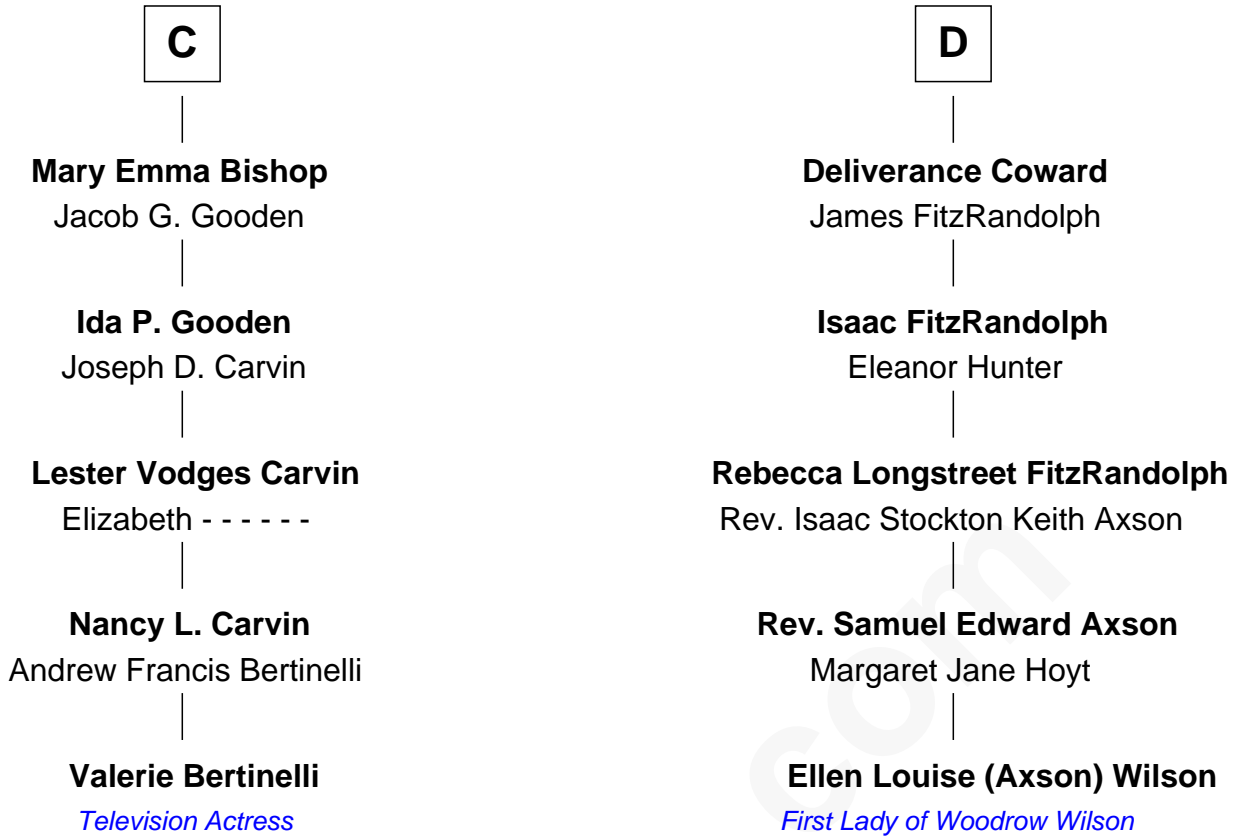 C
Mary Emma Bishop
Jacob G. Gooden
Ida P. Gooden
Joseph D. Carvin
Lester Vodges Carvin
Elizabeth - - - - - -
Nancy L. Carvin
Andrew Francis Bertinelli
Valerie Bertinelli
Television Actress
D
Deliverance Coward
James FitzRandolph
Isaac FitzRandolph
Eleanor Hunter
Rebecca Longstreet FitzRandolph
Rev. Isaac Stockton Keith Axson
Rev. Samuel Edward Axson
Margaret Jane Hoyt
Ellen Louise (Axson) Wilson
First Lady of Woodrow Wilson
com